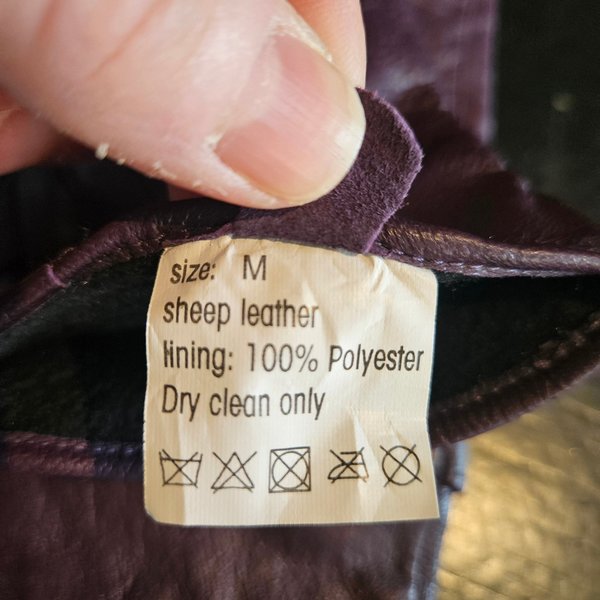 size: M
sheep leather
lining: 100% Polyester
Dry clean only